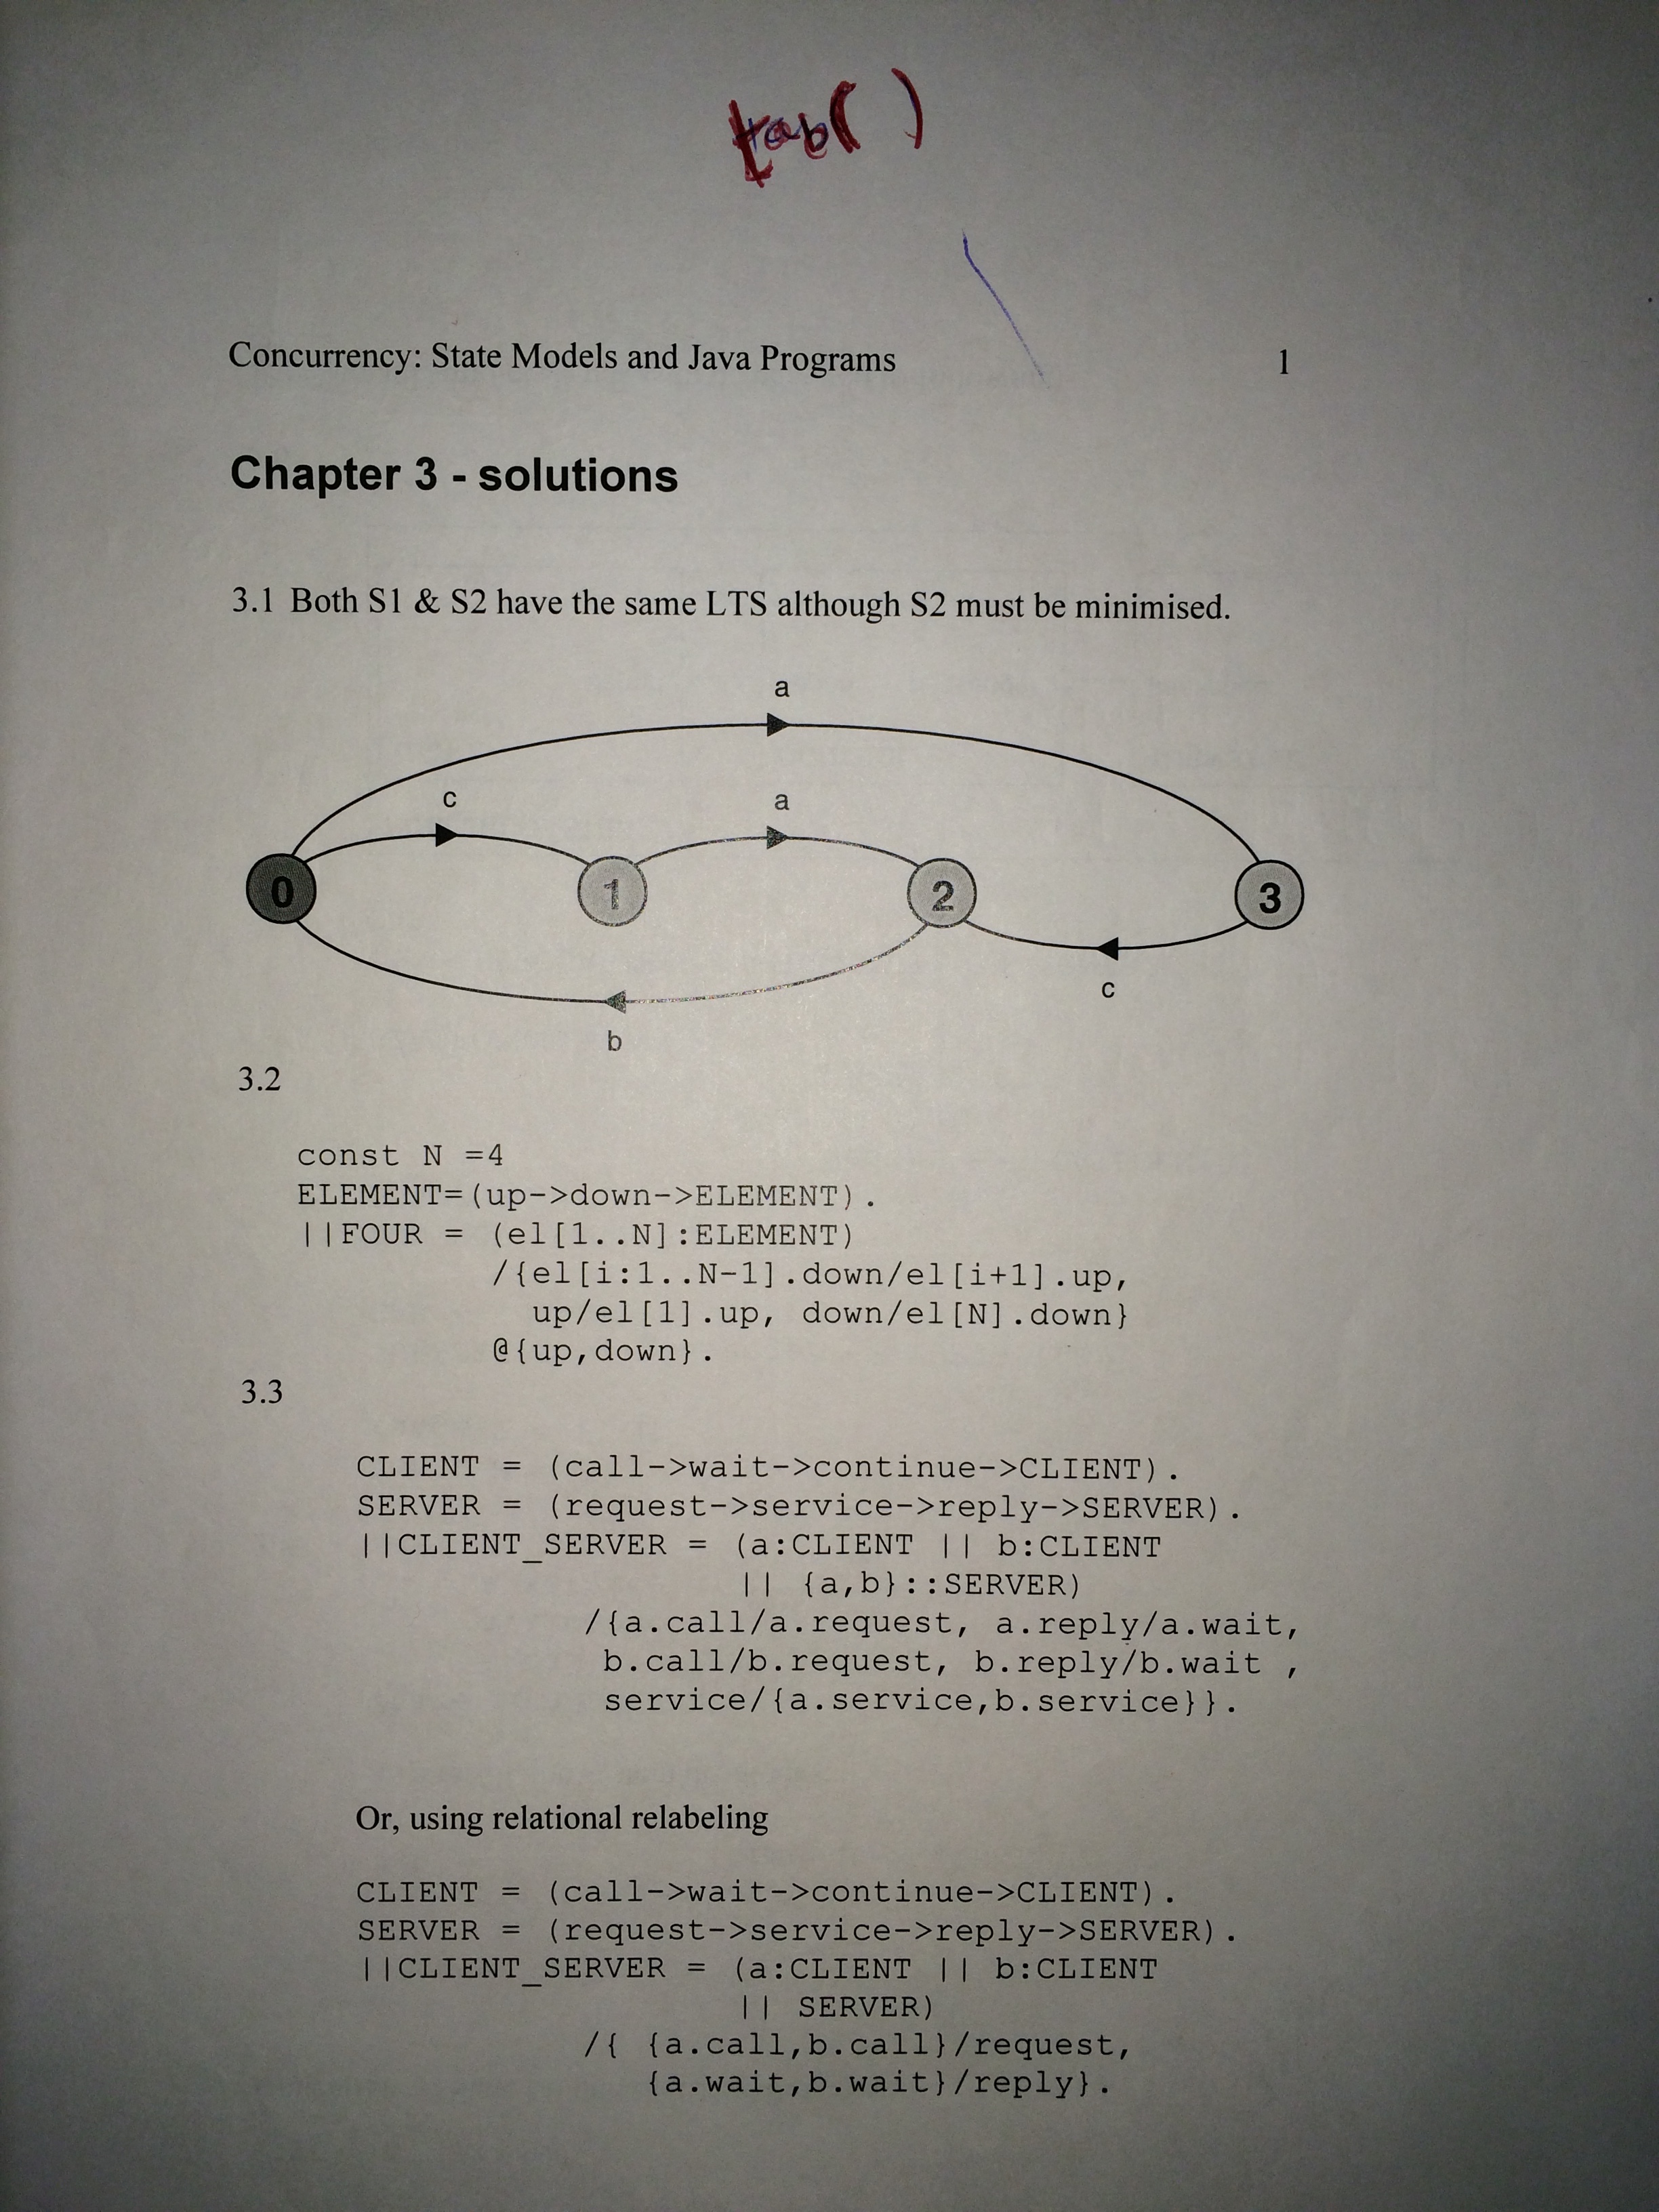 tab( )
Concurrency: State Models and Java Programs 1
Chapter 3 - solutions
3.1 Both S1 & S2 have the same LTS although S2 must be minimised.
a
c a
0 1 2 3
c
b
3.2
const N =4
ELEMENT=(up->down->ELEMENT).
||FOUR = (el[1..N]:ELEMENT)
/{el[i:1..N-1].down/el[i+1].up,
up/el[1].up, down/el[N].down}
@{up,down}.
3.3
CLIENT = (call->wait->continue->CLIENT).
SERVER = (request->service->reply->SERVER).
||CLIENT_SERVER = (a:CLIENT || b:CLIENT
|| {a,b}::SERVER)
/{a.call/a.request, a.reply/a.wait,
b.call/b.request, b.reply/b.wait ,
service/{a.service,b.service}}.
Or, using relational relabeling
CLIENT = (call->wait->continue->CLIENT).
SERVER = (request->service->reply->SERVER).
||CLIENT_SERVER = (a:CLIENT || b:CLIENT
|| SERVER)
/{ {a.call,b.call}/request,
{a.wait,b.wait}/reply}.